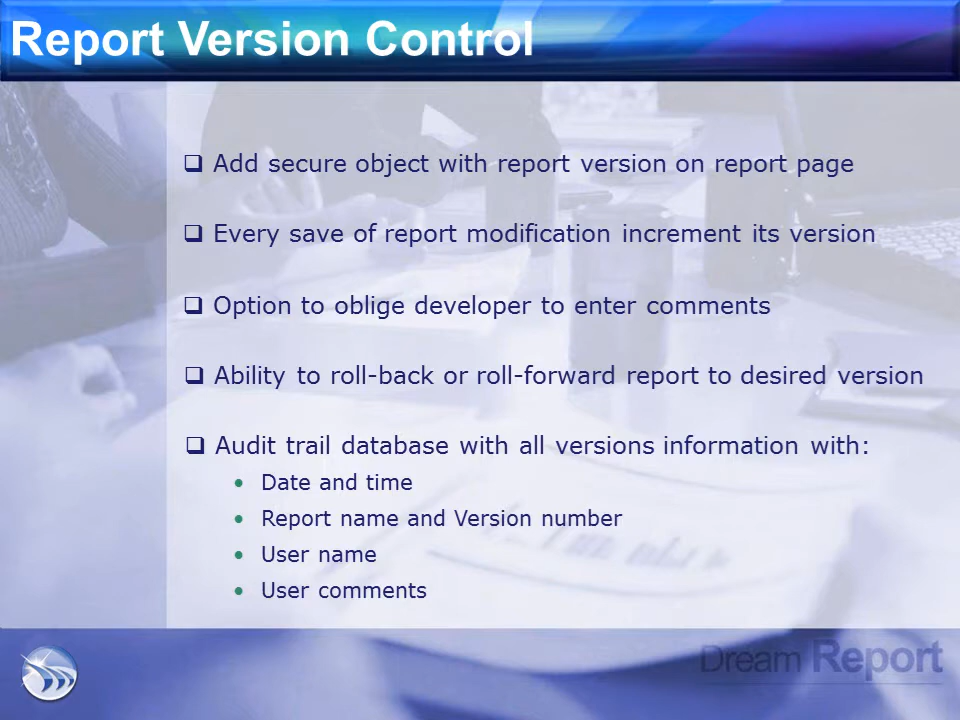 Report Version Control
❑ Add secure object with report version on report page
❑ Every save of report modification increment its version
❑ Option to oblige developer to enter comments
❑ Ability to roll-back or roll-forward report to desired version
❑ Audit trail database with all versions information with:
• Date and time
• Report name and Version number
• User name
• User comments
Dream Report